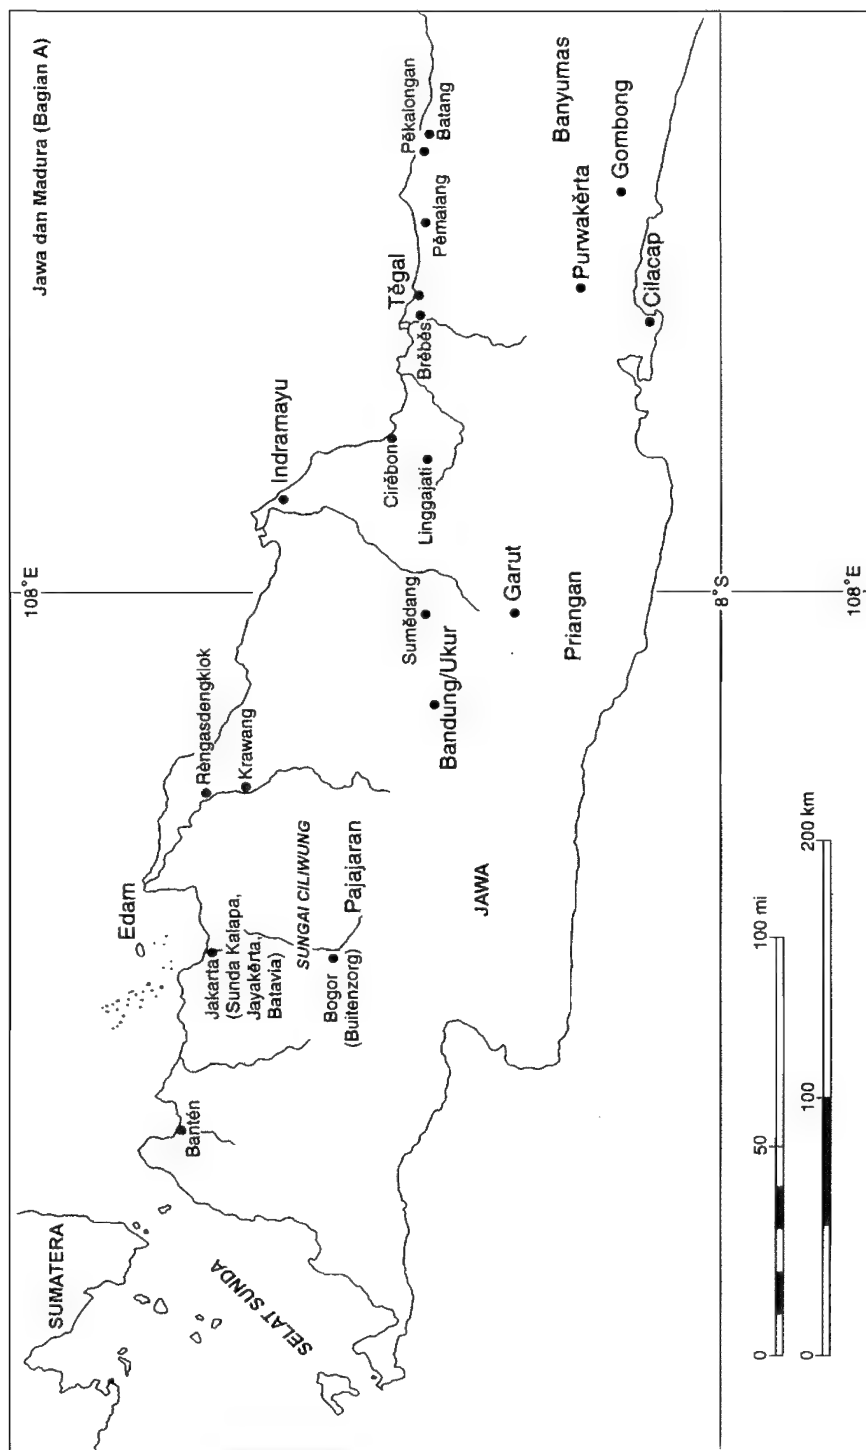 Jawa dan Madura (Bagian A)
108°E
SUMATERA
SELAT SUNDA
Bantén
Edam
Jakarta
(Sunda Kalapa,
Jayakĕrta,
Batavia)
SUNGAI CILIWUNG
Bogor
(Buitenzorg)
Pajajaran
Rĕngasdengklok
Krawang
JAWA
Bandung/Ukur
Sumĕdang
Garut
Priangan
Indramayu
Cirĕbon
Linggajati
Brĕbĕs
Tĕgal
Pĕmalang
Pĕkalongan
Batang
Banyumas
Purwakĕrta
Gombong
Cilacap
8°S
108°E
0
50
100 mi
0
100
200 km